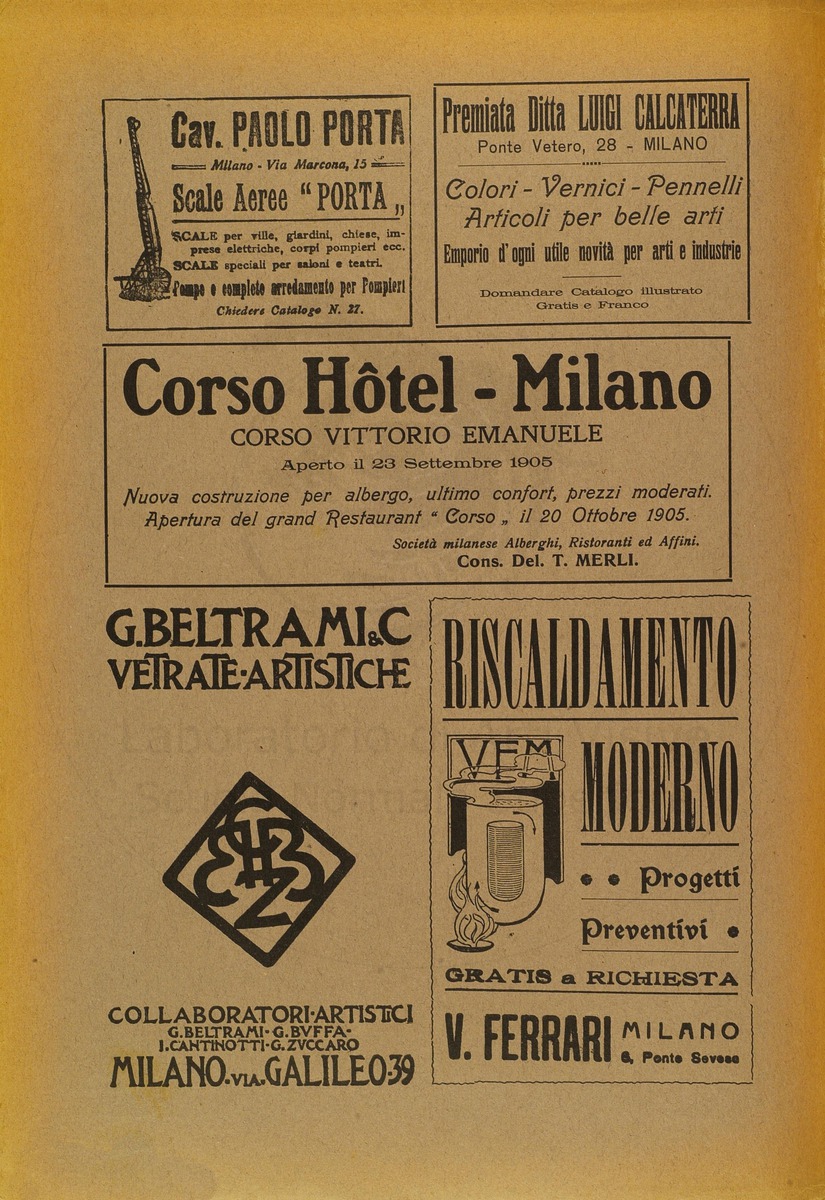 Cav. PAOLO PORTA
Milano - Via Marcona, 15
Scale Aeree “ PORTA „
SCALE per ville, giardini, chiese, im-
prese elettriche, corpi pompieri ecc.
SCALE speciali per saloni e teatri.
Pompe e completo arredamento per Pompieri
Chiedere Catalogo N. 27.
Premiata Ditta LUIGI CALCATERRA
Ponte Vetero, 28 - MILANO
Colori - Vernici - Pennelli
Articoli per belle arti
Emporio d'ogni utile novità per arti e industrie
Domandare Catalogo illustrato
Gratis e Franco
Corso Hôtel - Milano
CORSO VITTORIO EMANUELE
Aperto il 23 Settembre 1905
Nuova costruzione per albergo, ultimo confort, prezzi moderati.
Apertura del grand Restaurant “ Corso „ il 20 Ottobre 1905.
Società milanese Alberghi, Ristoranti ed Affini.
Cons. Del. T. MERLI.
G. BELTRAMI & C
VETRATE·ARTISTICHE
COLLABORATORI·ARTISTICI
G. BELTRAMI·G. BVFFA·
I. CANTINOTTI·G. ZVCCARO
MILANO·VIA·GALILEO·39
RISCALDAMENTO
MODERNO
VFM
• • Progetti
Preventivi •
GRATIS a RICHIESTA
V. FERRARI MILANO
6, Ponte Seveso